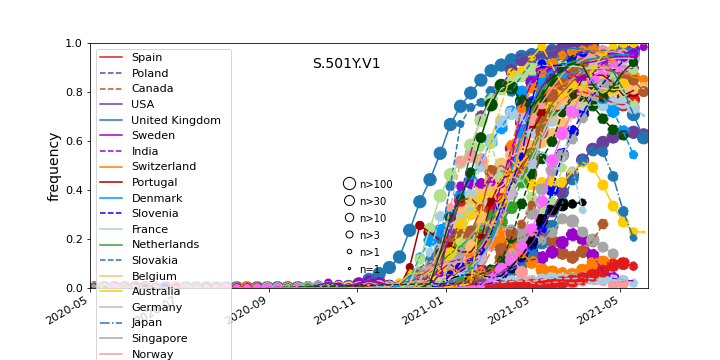 S.501Y.V1
frequency
1.0
0.8
0.6
0.4
0.2
0.0
Spain
Poland
Canada
USA
United Kingdom
Sweden
India
Switzerland
Portugal
Denmark
Slovenia
France
Netherlands
Slovakia
Belgium
Australia
Germany
Japan
Singapore
Norway
n>100
n>30
n>10
n>3
n>1
n=1
2020-05
2020-09
2020-11
2021-01
2021-03
2021-05